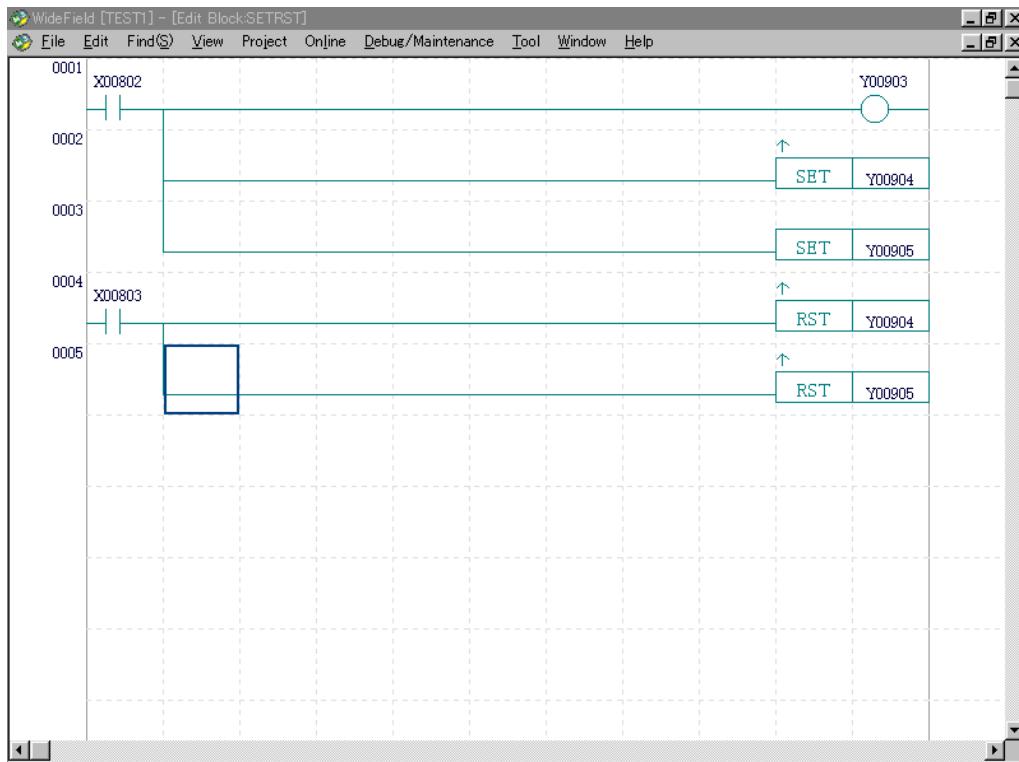 WideField [TEST1] - [Edit Block:SETRST]
File Edit Find(S) View Project Online Debug/Maintenance Tool Window Help
0001
X00802
Y00903
0002
↑
SET Y00904
0003
SET Y00905
0004
X00803
↑
RST Y00904
0005
↑
RST Y00905